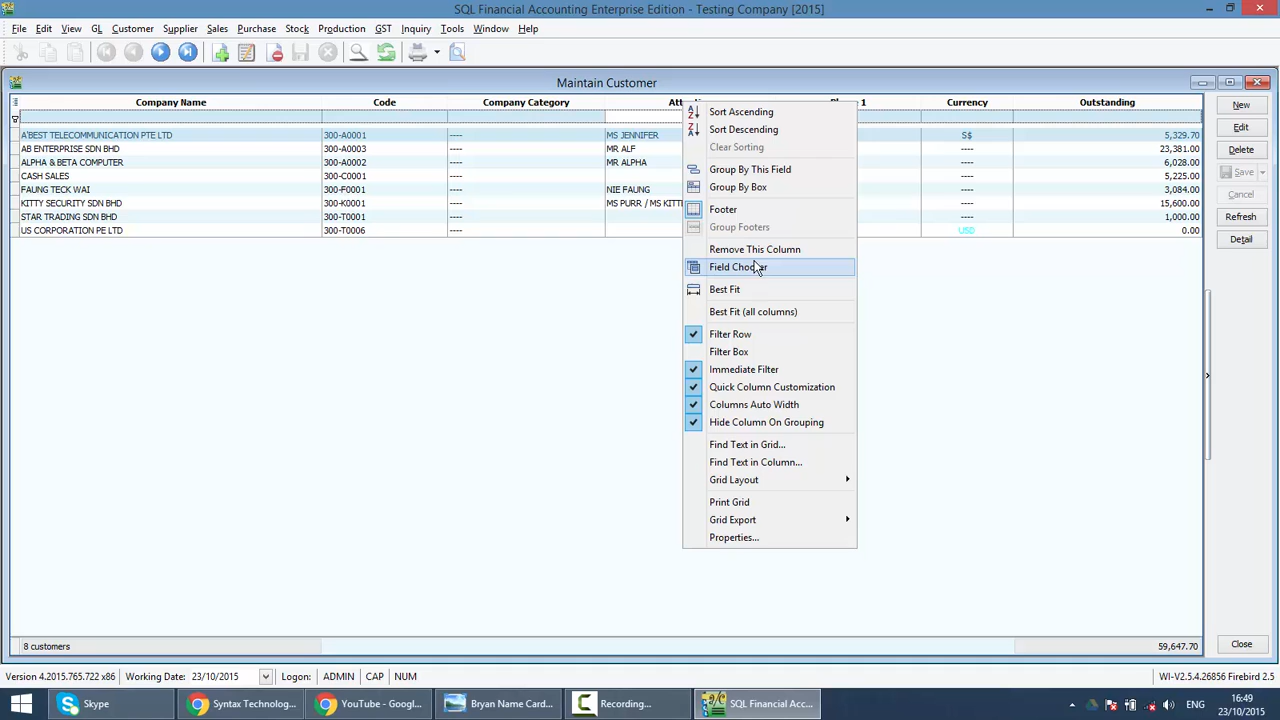 SQL Financial Accounting Enterprise Edition - Testing Company [2015]
File Edit View GL Customer Supplier Sales Purchase Stock Production GST Inquiry Tools Window Help
Maintain Customer
Company Name Code Company Category Currency Outstanding
A'BEST TELECOMMUNICATION PTE LTD 300-A0001 ---- MS JENNIFER S$ 5,329.70
AB ENTERPRISE SDN BHD 300-A0003 ---- MR ALF ---- 23,381.00
ALPHA & BETA COMPUTER 300-A0002 ---- MR ALPHA ---- 6,028.00
CASH SALES 300-C0001 ---- ---- 5,225.00
FAUNG TECK WAI 300-F0001 ---- NIE FAUNG ---- 3,084.00
KITTY SECURITY SDN BHD 300-K0001 ---- MS PURR / MS KITT ---- 15,600.00
STAR TRADING SDN BHD 300-T0001 ---- ---- 1,000.00
US CORPORATION PE LTD 300-T0006 ---- USD 0.00
Sort Ascending
Sort Descending
Clear Sorting
Group By This Field
Group By Box
Footer
Group Footers
Remove This Column
Field Chooser
Best Fit
Best Fit (all columns)
Filter Row
Filter Box
Immediate Filter
Quick Column Customization
Columns Auto Width
Hide Column On Grouping
Find Text in Grid...
Find Text in Column...
Grid Layout
Print Grid
Grid Export
Properties...
New
Edit
Delete
Save
Cancel
Refresh
Detail
8 customers 59,647.70
Close
Version 4.2015.765.722 x86 Working Date: 23/10/2015 Logon: ADMIN CAP NUM WI-V2.5.4.26856 Firebird 2.5
Skype Syntax Technolog... YouTube - Googl... Bryan Name Card... Recording... SQL Financial Acc... ENG 16:49
23/10/2015